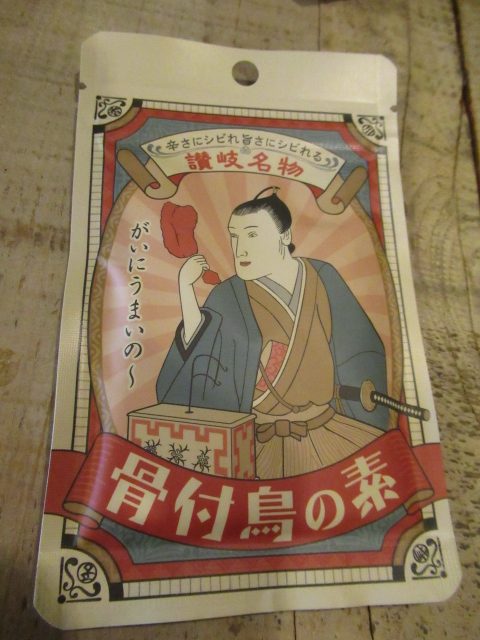 辛さにシビれ旨さにシビれる
讃岐名物
がいにうまいの〜
骨付鳥の素